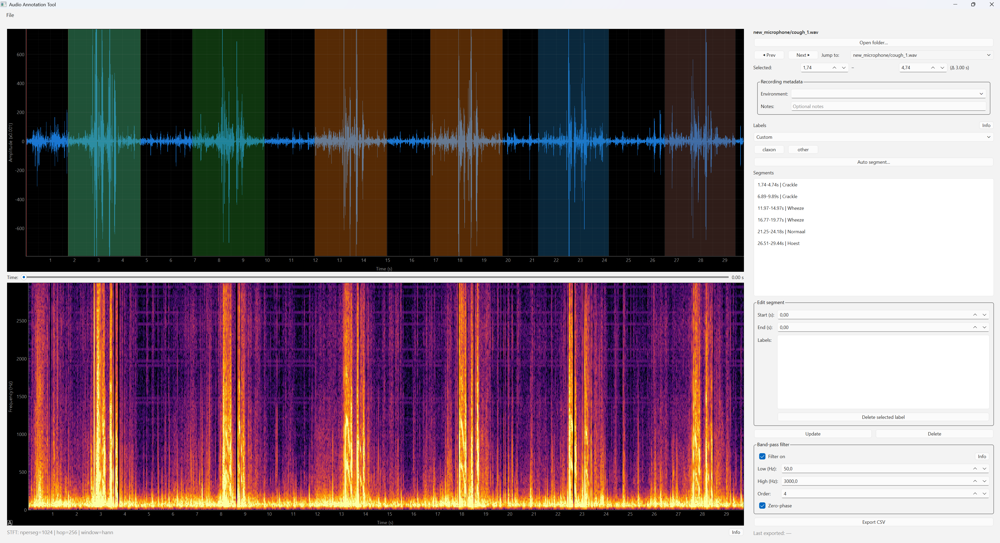 Audio Annotation Tool
File
Amplitude (x0.001)
600
400
200
0
-200
-400
-600
1 2 3 4 5 6 7 8 9 10 11 12 13 14 15 16 17 18 19 20 21 22 23 24 25 26 27 28 29
Time (s)
Time: 0.00 s
Frequency (Hz)
2500
2000
1500
1000
500
0
1 2 3 4 5 6 7 8 9 10 11 12 13 14 15 16 17 18 19 20 21 22 23 24 25 26 27 28 29
A
Time (s)
STFT: nperseg=1024 | hop=256 | window=hann Info
new_microphone/cough_1.wav
Open folder...
Prev Next Jump to: new_microphone/cough_1.wav
Selected: 1,74 – 4,74 (Δ 3.00 s)
Recording metadata
Environment:
Notes: Optional notes
Labels Info
Custom
claxon other
Auto segment...
Segments
1.74-4.74s | Crackle
6.89-9.89s | Crackle
11.97-14.97s | Wheeze
16.77-19.77s | Wheeze
21.25-24.18s | Normaal
26.51-29.44s | Hoest
Edit segment
Start (s): 0,00
End (s): 0,00
Labels:
Delete selected label
Update Delete
Band-pass filter
Filter on Info
Low (Hz): 50,0
High (Hz): 3000,0
Order: 4
Zero-phase
Export CSV
Last exported: —